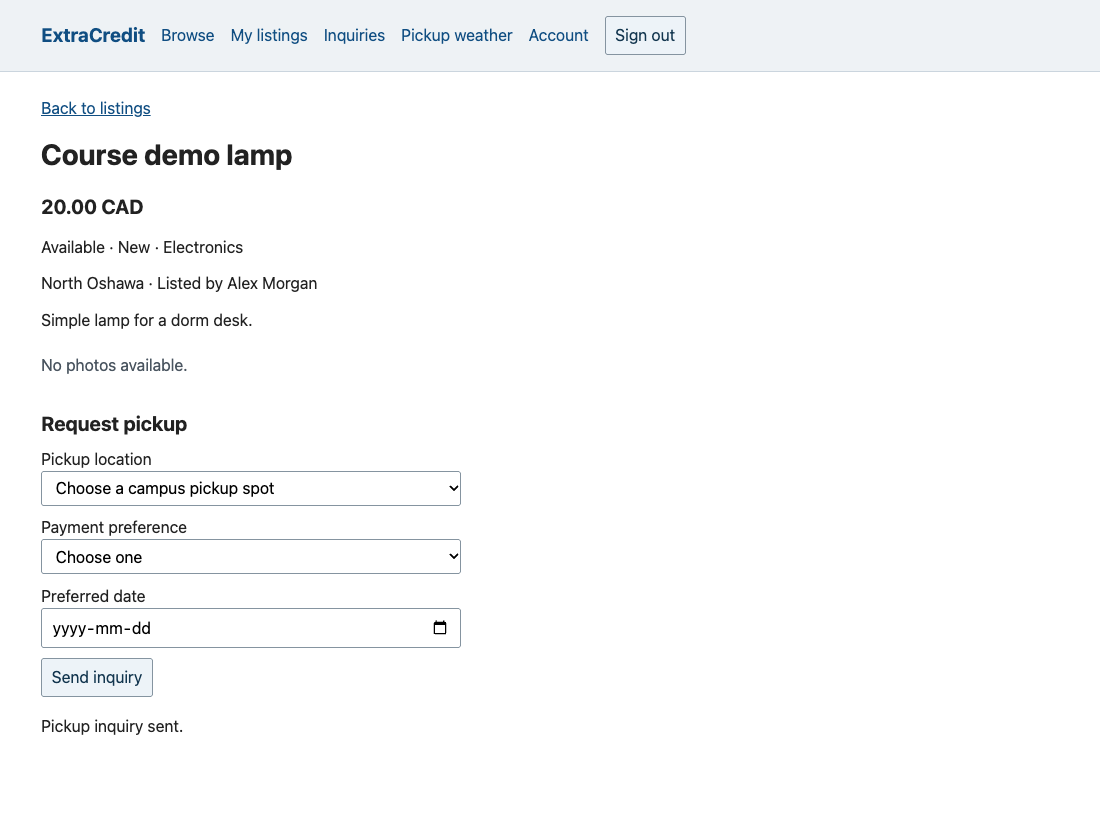 ExtraCredit Browse My listings Inquiries Pickup weather Account Sign out
Back to listings
Course demo lamp
20.00 CAD
Available · New · Electronics
North Oshawa · Listed by Alex Morgan
Simple lamp for a dorm desk.
No photos available.
Request pickup
Pickup location
Choose a campus pickup spot
Payment preference
Choose one
Preferred date
yyyy-mm-dd
Send inquiry
Pickup inquiry sent.